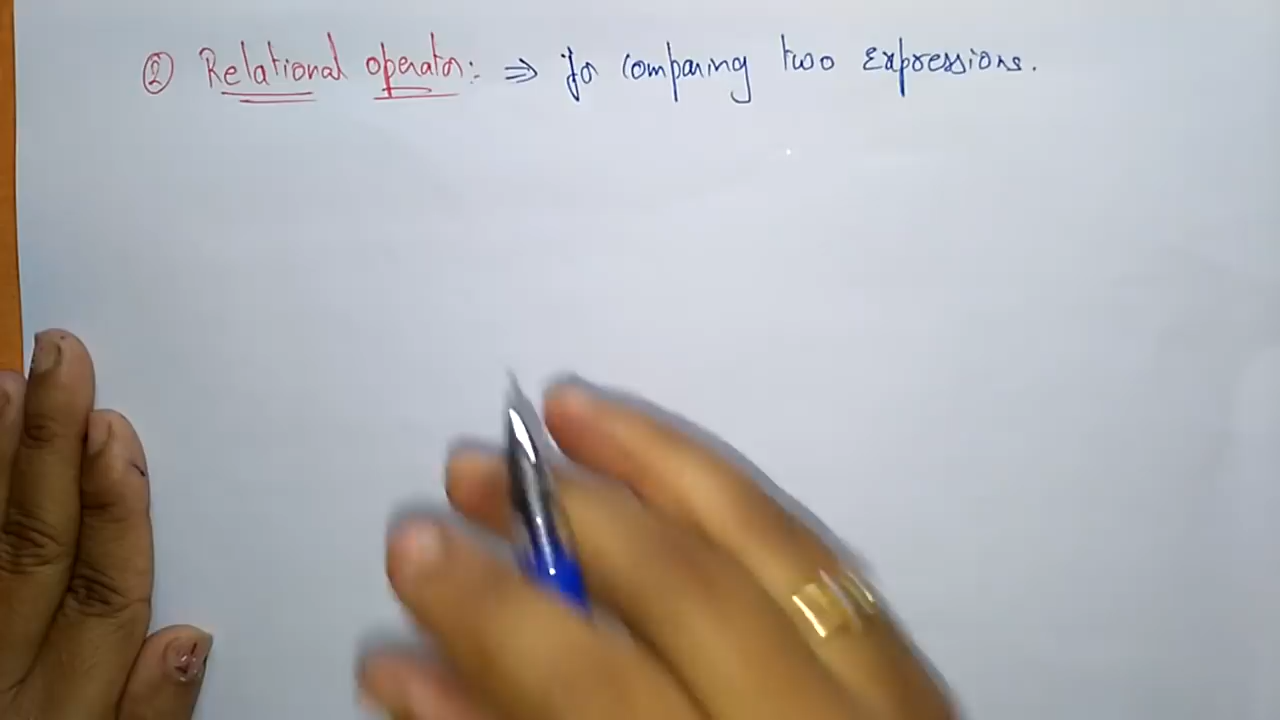 ② Relational operator:- ⇒ for comparing two expressions.